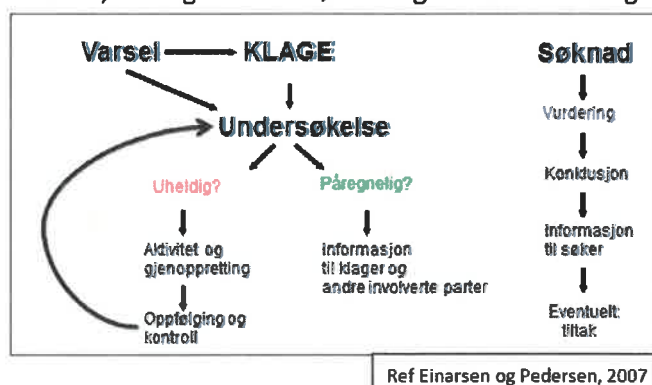 Varsel
KLAGE
Søknad
Undersøkelse
Vurdering
Uheldig?
Påregnelig?
Konklusjon
Aktivitet og
gjenoppretting
Informasjon
til klager og
andre involverte parter
Informasjon
til søker
Oppfølging og
kontroll
Eventuelt:
tiltak
Ref Einarsen og Pedersen, 2007